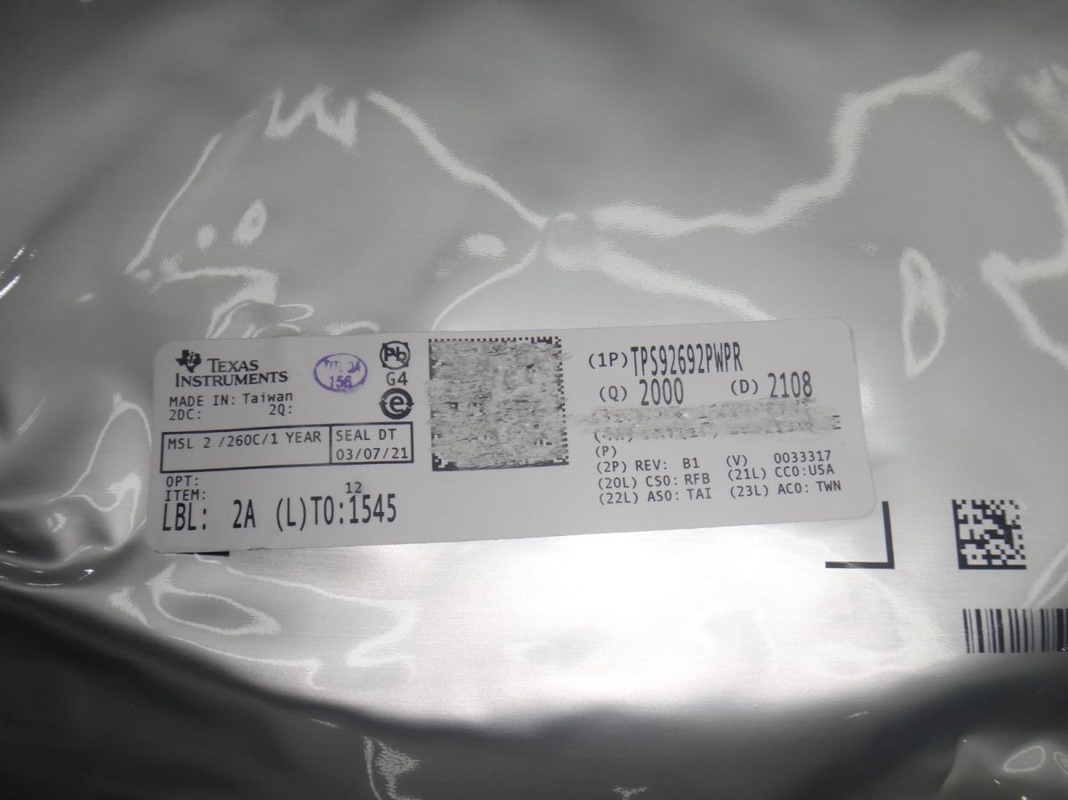 TEXAS
INSTRUMENTS
MADE IN: Taiwan
2DC: 2Q:
MSL 2 /260C/1 YEAR
SEAL DT
03/07/21
OPT:
ITEM:
12
LBL: 2A (L)TO:1545
156
Pb
G4
e
(1P)TPS92692PWPR
(Q) 2000 (D) 2108
(P)
(2P) REV: B1 (V) 0033317
(20L) CSO: RFB (21L) CCO:USA
(22L) ASO: TAI (23L) ACO: TWN